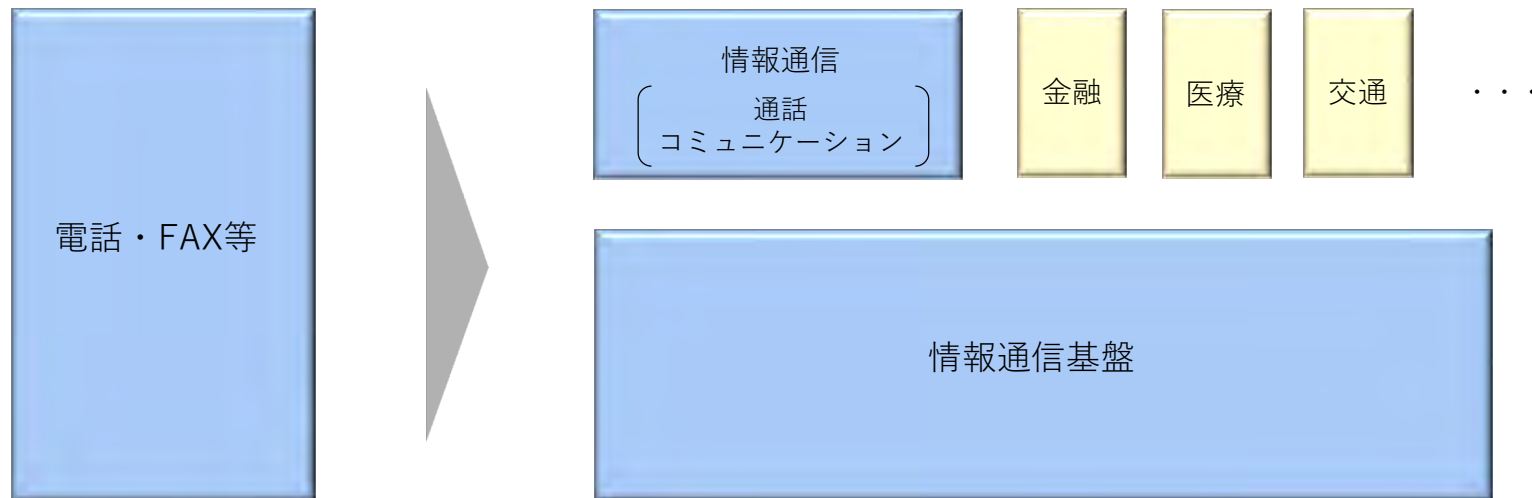 電話・FAX等
情報通信
通話
コミュニケーション
金融
医療
交通
・・・
情報通信基盤